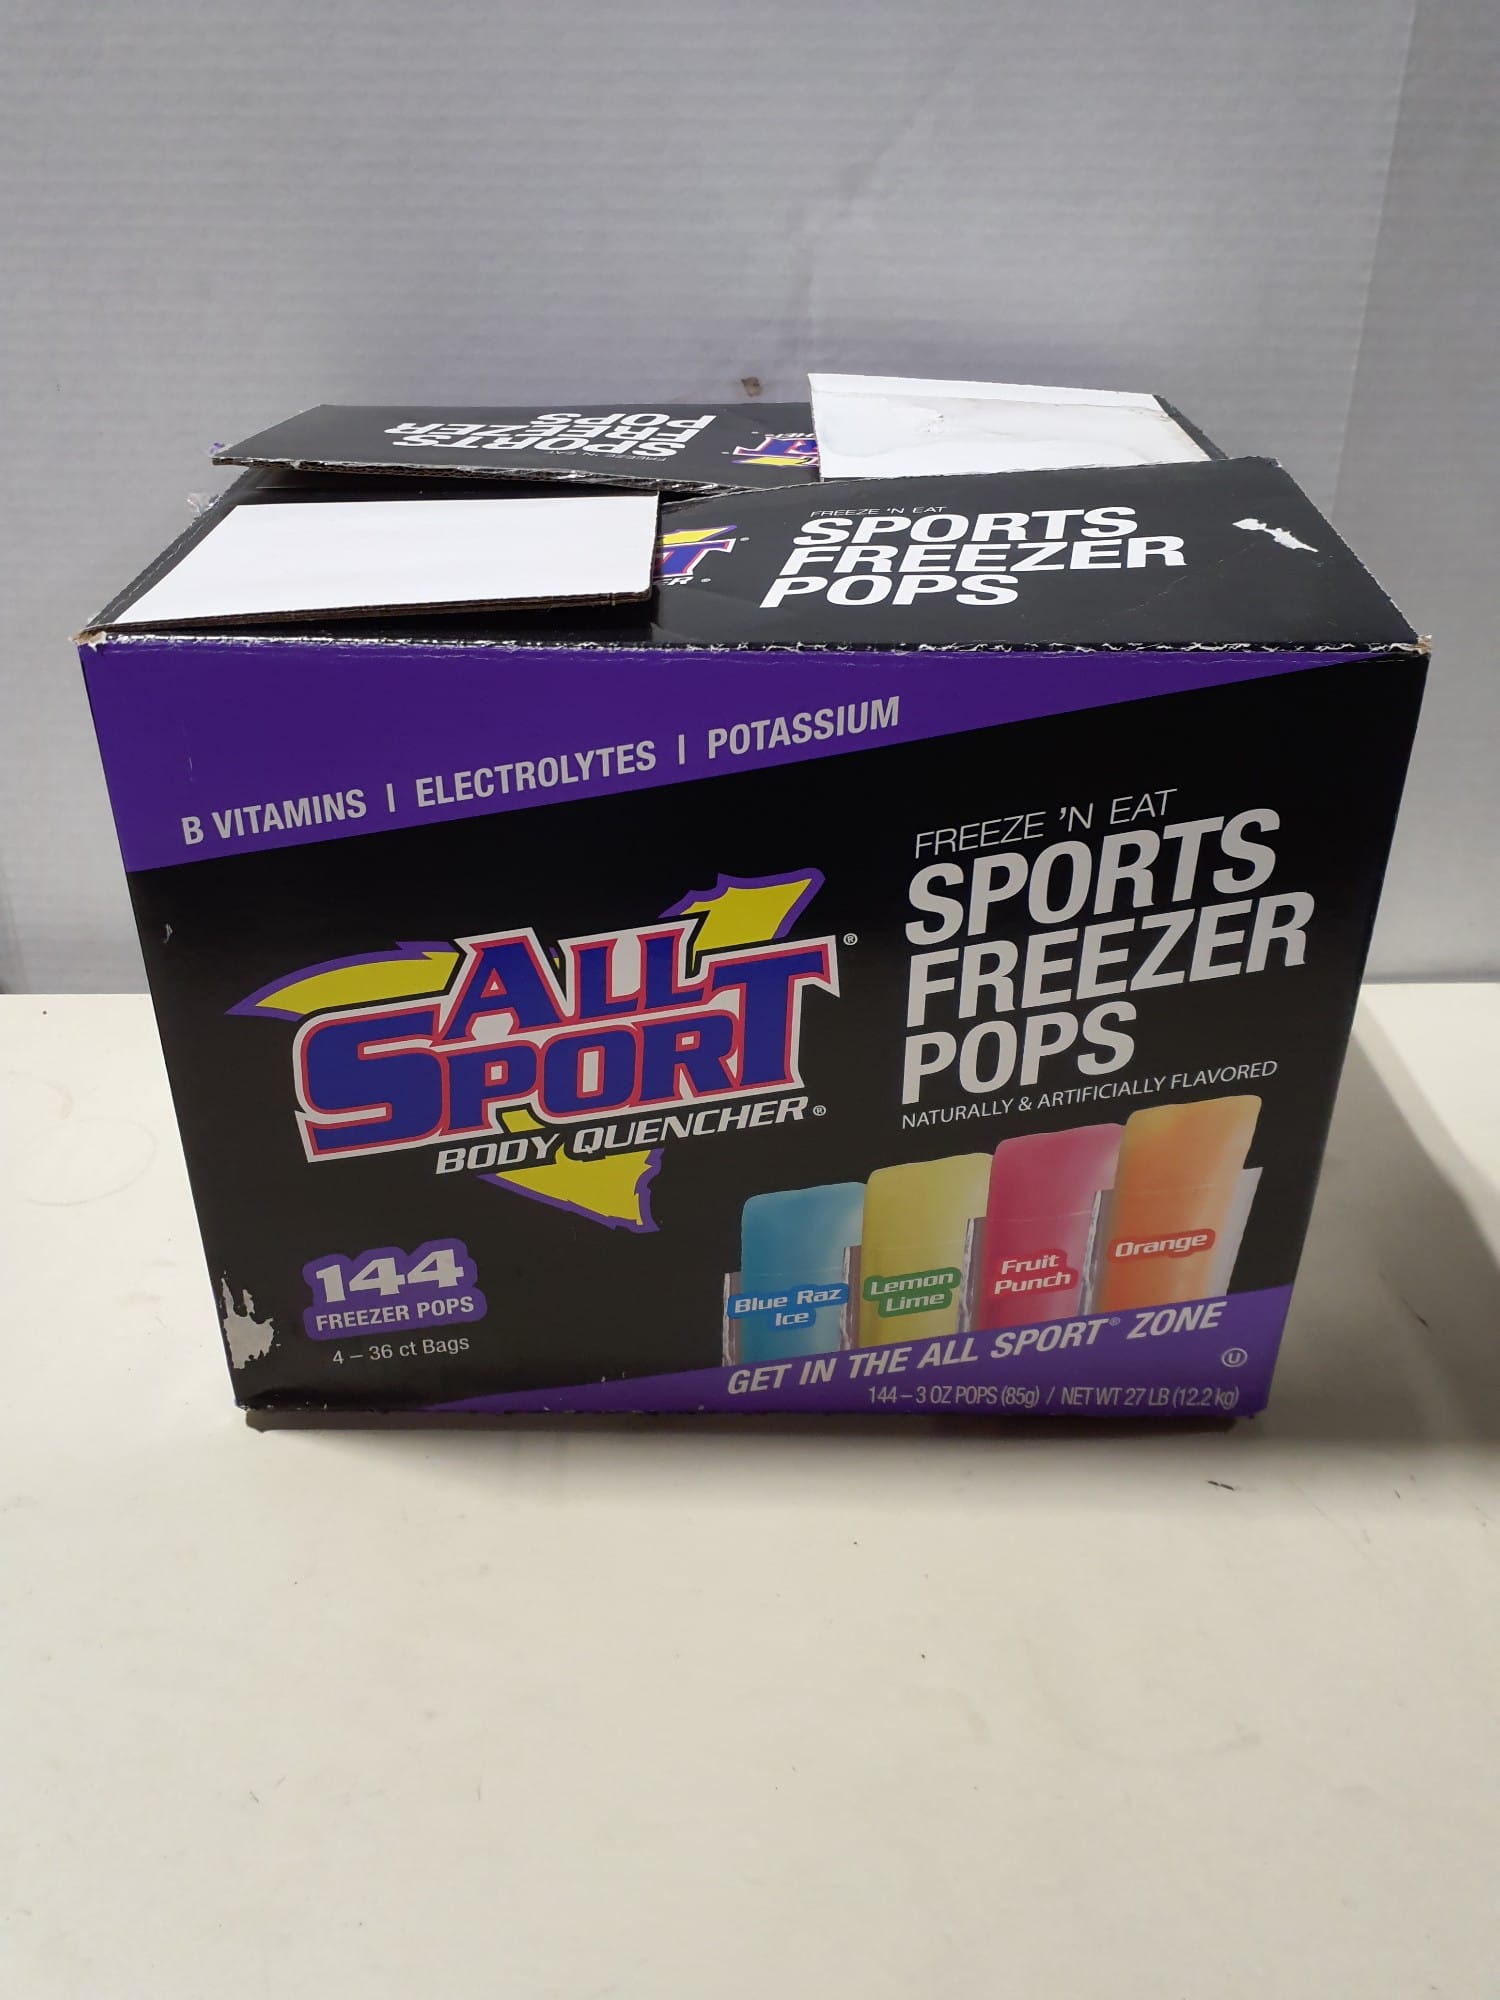 FREEZE 'N EAT
SPORTS
FREEZER
POPS
FREEZE 'N EAT
SPORTS
FREEZER
POPS
B VITAMINS | ELECTROLYTES | POTASSIUM
FREEZE 'N EAT
SPORTS
FREEZER
POPS
NATURALLY & ARTIFICIALLY FLAVORED
ALL
SPORT®
BODY QUENCHER®
144
FREEZER POPS
4 – 36 ct Bags
Blue Raz
Ice
Lemon
Lime
Fruit
Punch
Orange
GET IN THE ALL SPORT® ZONE
U
144 – 3 OZ POPS (85g) / NET WT 27 LB (12.2 kg)